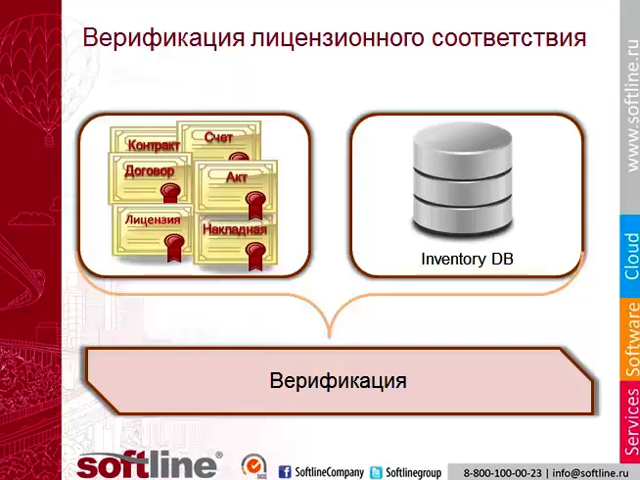 Верификация лицензионного соответствия
Контракт
Счет
Договор
Акт
Лицензия
Накладная
Inventory DB
Верификация
www.softline.ru
Cloud
Software
Services
softline®
SoftlineCompany
Softlinegroup
8-800-100-00-23 | info@softline.ru